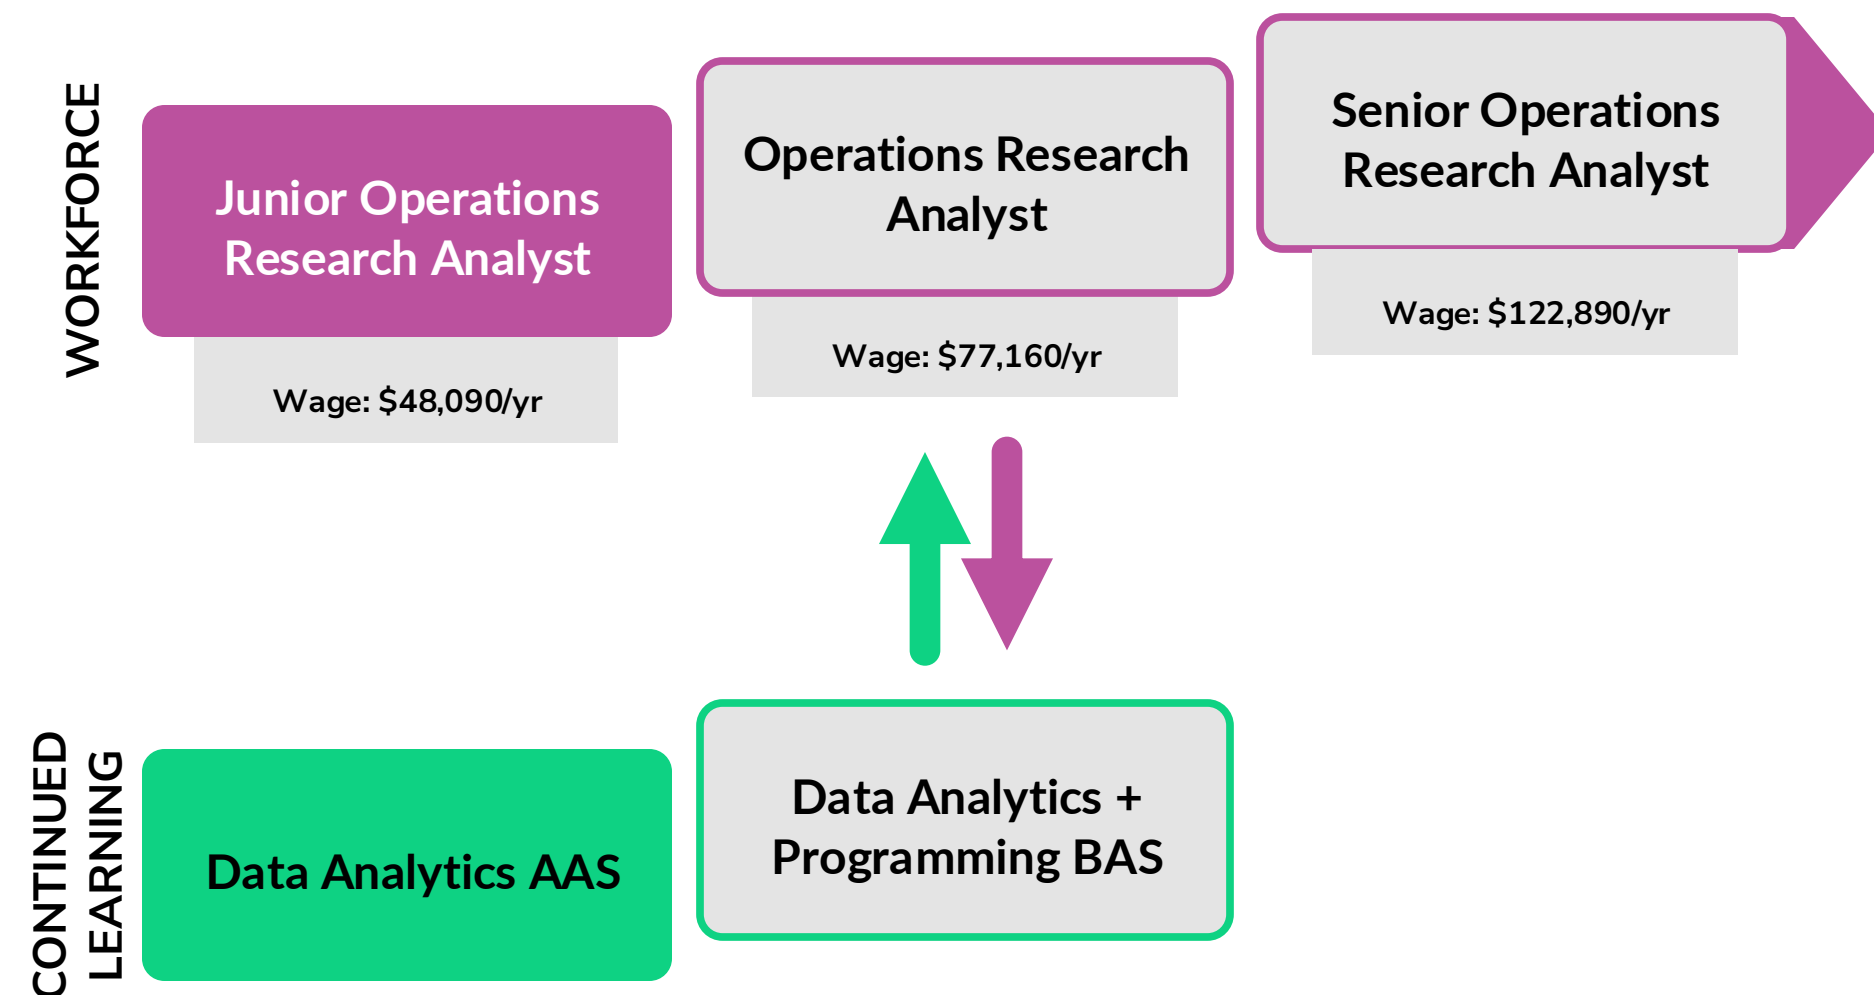 WORKFORCE
Junior Operations
Research Analyst
Wage: $48,090/yr
Operations Research
Analyst
Wage: $77,160/yr
Senior Operations
Research Analyst
Wage: $122,890/yr
CONTINUED
LEARNING
Data Analytics AAS
Data Analytics +
Programming BAS